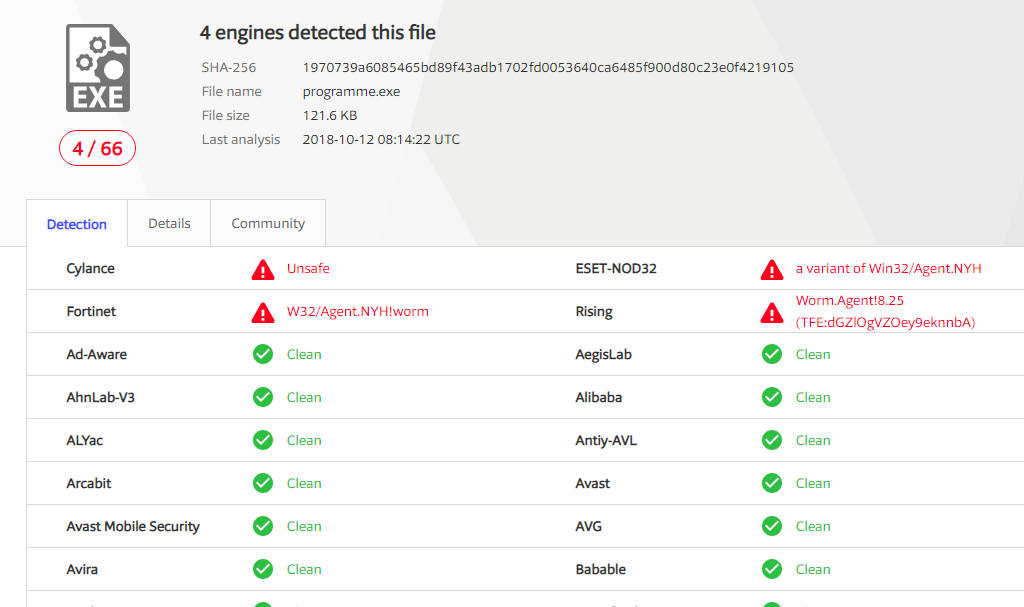 4 engines detected this file
SHA-256 1970739a6085465bd89f43adb1702fd0053640ca6485f900d80c23e0f4219105
File name programme.exe
File size 121.6 KB
Last analysis 2018-10-12 08:14:22 UTC
EXE
4 / 66
Detection Details Community
Cylance Unsafe ESET-NOD32 a variant of Win32/Agent.NYH
Fortinet W32/Agent.NYH!worm Rising Worm.Agent!8.25
(TFE:dGZlOgVZOey9eknnbA)
Ad-Aware Clean AegisLab Clean
AhnLab-V3 Clean Alibaba Clean
ALYac Clean Antiy-AVL Clean
Arcabit Clean Avast Clean
Avast Mobile Security Clean AVG Clean
Avira Clean Babable Clean